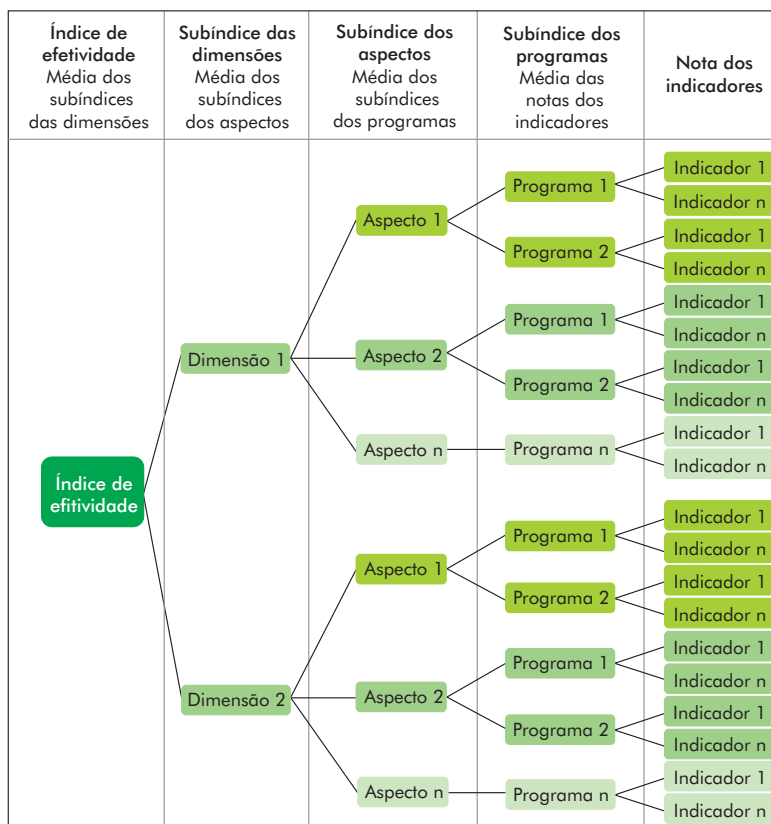 Índice de
efetividade
Média dos
subíndices
das dimensões
Subíndice das
dimensões
Média dos
subíndices
dos aspectos
Subíndice dos
aspectos
Média dos
subíndices
dos programas
Subíndice dos
programas
Média das
notas dos
indicadores
Nota dos
indicadores
Índice de
efitividade
Dimensão 1
Aspecto 1
Programa 1
Indicador 1
Indicador n
Programa 2
Indicador 1
Indicador n
Aspecto 2
Programa 1
Indicador 1
Indicador n
Programa 2
Indicador 1
Indicador n
Aspecto n
Programa n
Indicador 1
Indicador n
Dimensão 2
Aspecto 1
Programa 1
Indicador 1
Indicador n
Programa 2
Indicador 1
Indicador n
Aspecto 2
Programa 1
Indicador 1
Indicador n
Programa 2
Indicador 1
Indicador n
Aspecto n
Programa n
Indicador 1
Indicador n